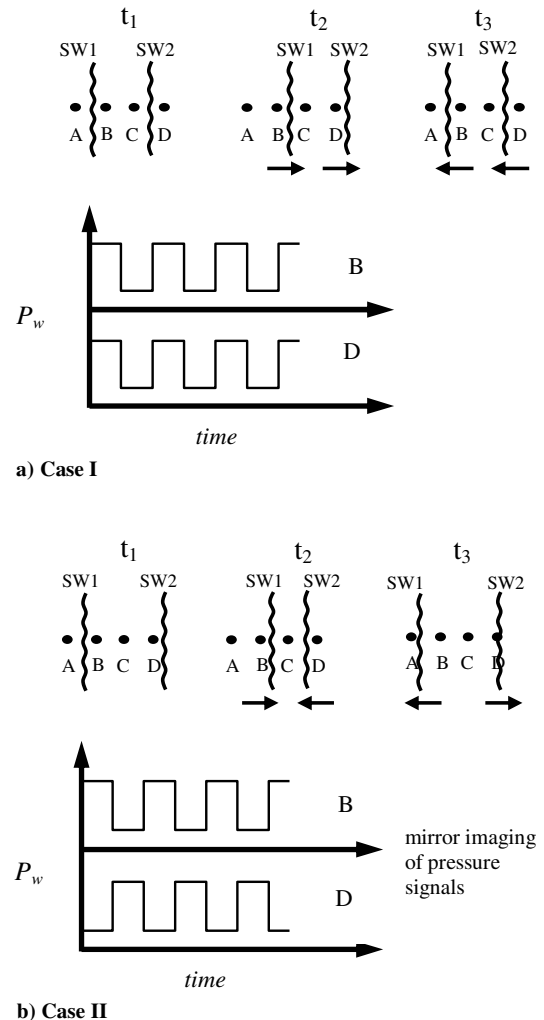 t1 t2 t3
SW1 SW2 SW1 SW2 SW1 SW2
A B C D A B C D A B C D
B
Pw
D
time
a) Case I
t1 t2 t3
SW1 SW2 SW1 SW2 SW1 SW2
A B C D A B C D A B C D
B
mirror imaging
of pressure
signals
Pw
D
time
b) Case II